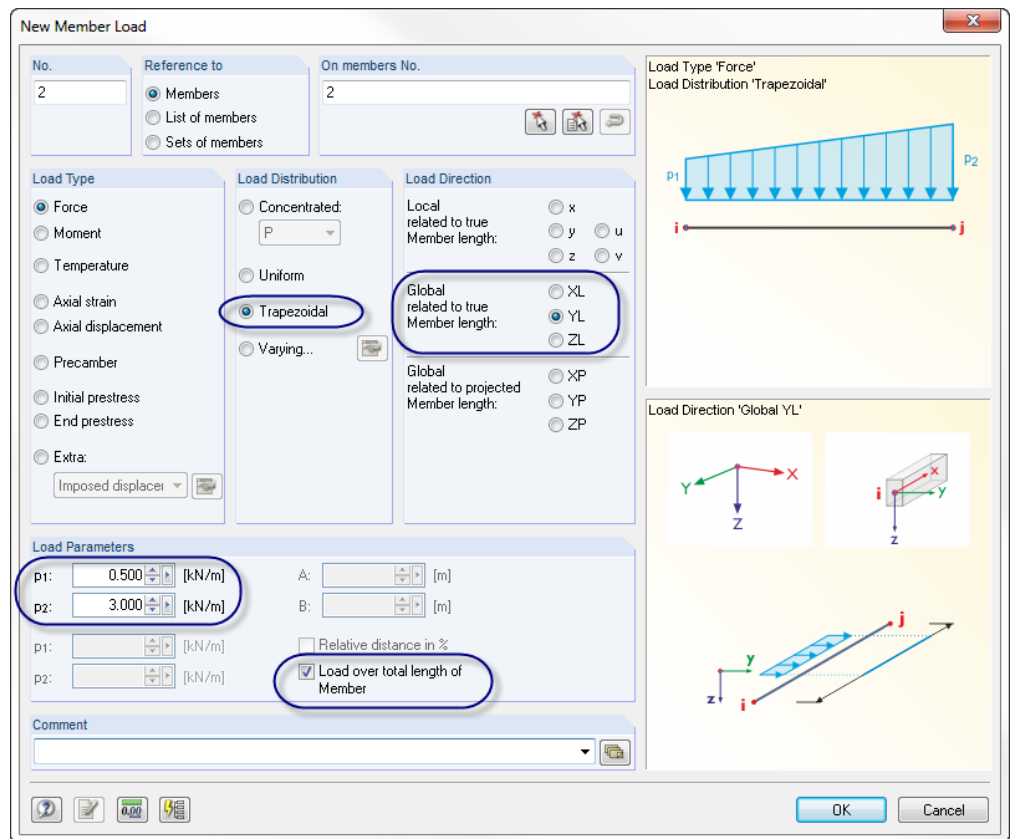 New Member Load
No.
2
Reference to
Members
List of members
Sets of members
On members No.
2
Load Type
Force
Moment
Temperature
Axial strain
Axial displacement
Precamber
Initial prestress
End prestress
Extra:
Imposed displacer
Load Distribution
Concentrated:
P
Uniform
Trapezoidal
Varying...
Load Direction
Local
related to true
Member length:
x
y u
z v
Global
related to true
Member length:
XL
YL
ZL
Global
related to projected
Member length:
XP
YP
ZP
Load Parameters
p1: 0.500 [kN/m]
p2: 3.000 [kN/m]
p1: [kN/m]
p2: [kN/m]
A: [m]
B: [m]
Relative distance in %
Load over total length of
Member
Comment
Load Type 'Force'
Load Distribution 'Trapezoidal'
p1
p2
i
j
Load Direction 'Global YL'
Y
X
Z
x
i
y
z
j
y
z
i
0.00
OK
Cancel